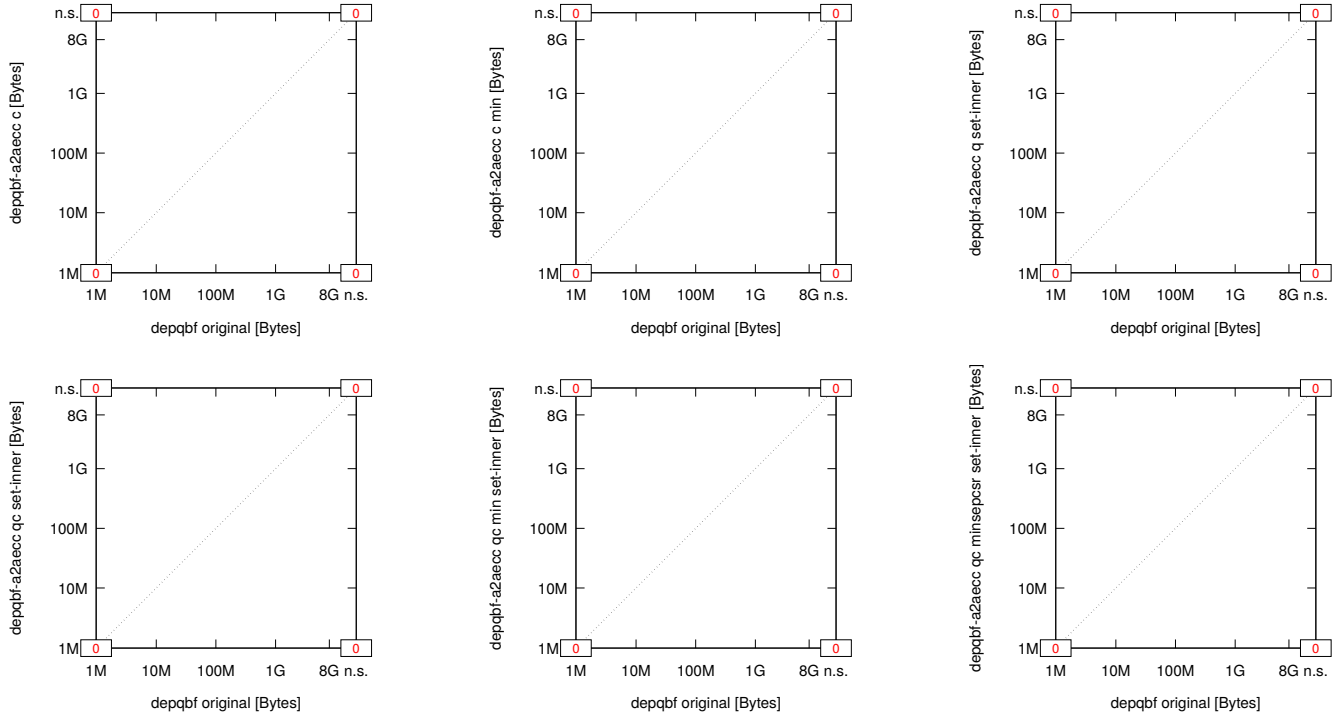 n.s. 0 0
8G
1G
100M
10M
1M 0 0
1M 10M 100M 1G 8G n.s.
depqbf original [Bytes]
depqbf-a2aecc c [Bytes]
n.s. 0 0
8G
1G
100M
10M
1M 0 0
1M 10M 100M 1G 8G n.s.
depqbf original [Bytes]
depqbf-a2aecc c min [Bytes]
n.s. 0 0
8G
1G
100M
10M
1M 0 0
1M 10M 100M 1G 8G n.s.
depqbf original [Bytes]
depqbf-a2aecc q set-inner [Bytes]
n.s. 0 0
8G
1G
100M
10M
1M 0 0
1M 10M 100M 1G 8G n.s.
depqbf original [Bytes]
depqbf-a2aecc qc set-inner [Bytes]
n.s. 0 0
8G
1G
100M
10M
1M 0 0
1M 10M 100M 1G 8G n.s.
depqbf original [Bytes]
depqbf-a2aecc qc min set-inner [Bytes]
n.s. 0 0
8G
1G
100M
10M
1M 0 0
1M 10M 100M 1G 8G n.s.
depqbf original [Bytes]
depqbf-a2aecc qc minsepcsr set-inner [Bytes]